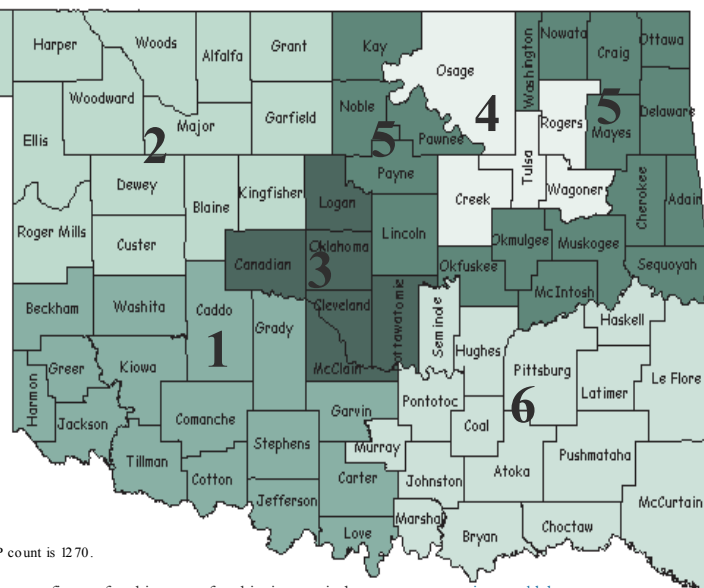 Harper
Woods
Alfalfa
Grant
Kay
Osage
Washington
Nowata
Craig
Ottawa
Woodward
Ellis
Major
Garfield
Noble
Pawnee
4
5
Rogers
Mayes
Delaware
2
5
Dewey
Blaine
Kingfisher
Logan
Payne
Creek
Tulsa
Wagoner
Cherokee
Adair
Roger Mills
Custer
Canadian
Oklahoma
3
Lincoln
Okmulgee
Muskogee
Okfuskee
Sequoyah
McIntosh
Beckham
Washita
Caddo
Grady
Cleveland
ottawatomie
Seminole
Hughes
Haskell
Greer
Kiowa
1
McClain
Pittsburg
Latimer
Le Flore
Harmon
Jackson
Comanche
Garvin
Pontotoc
Coal
6
Tillman
Cotton
Stephens
Murray
Carter
Johnston
Atoka
Pushmataha
McCurtain
Jefferson
Love
Marshal
Bryan
Choctaw
P count is 1270.